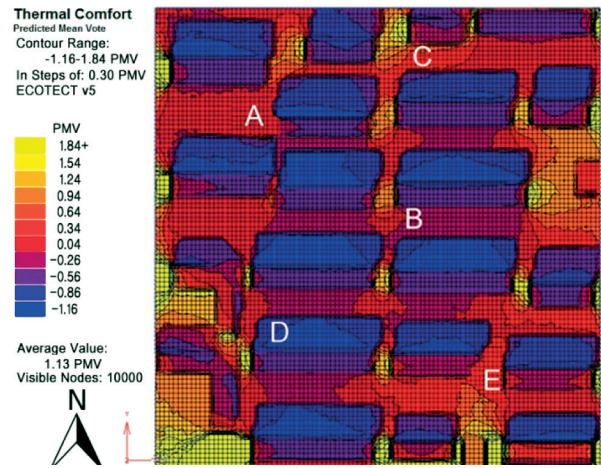 Thermal Comfort
Predicted Mean Vote
Contour Range:
-1.16-1.84 PMV
In Steps of: 0.30 PMV
ECOTECT v5
PMV
1.84+
1.54
1.24
0.94
0.64
0.34
0.04
-0.26
-0.56
-0.86
-1.16
Average Value:
1.13 PMV
Visible Nodes: 10000
N
A
B
C
D
E